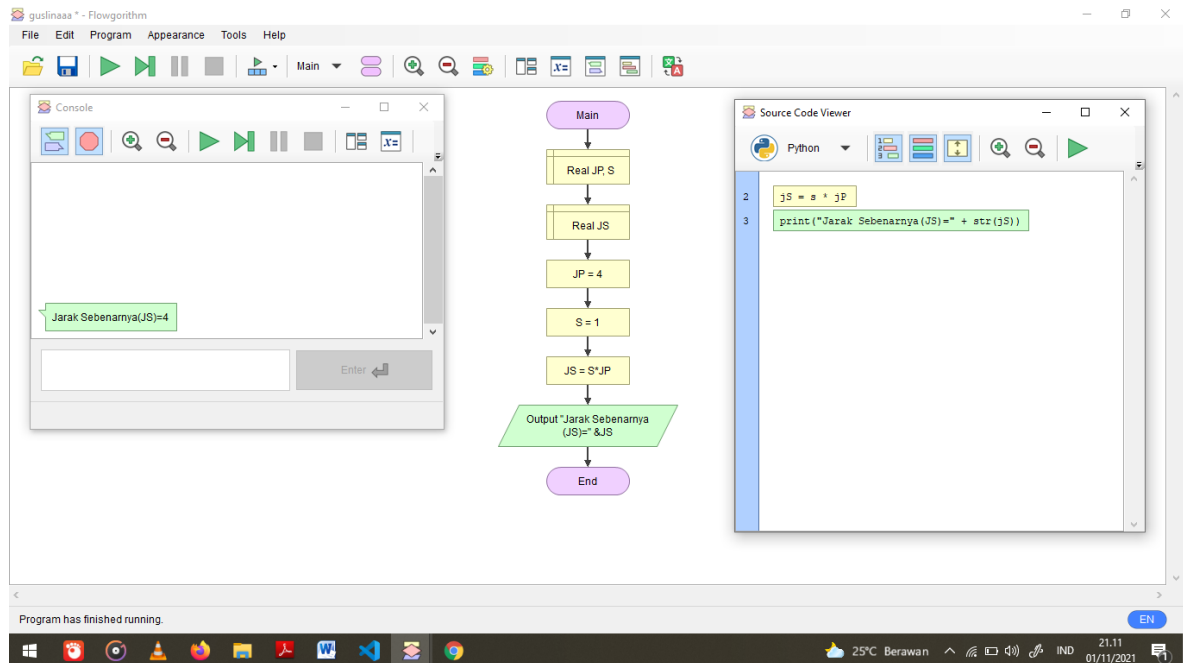 guslinaaa * - Flowgorithm
File Edit Program Appearance Tools Help
Main
Console
Jarak Sebenarnya(JS)=4
Enter
Main
Real JP, S
Real JS
JP = 4
S = 1
JS = S*JP
Output "Jarak Sebenarnya
(JS)=" &JS
End
Source Code Viewer
Python
2 jS = s * jP
3 print("Jarak Sebenarnya(JS)=" + str(jS))
Program has finished running.
EN
25°C Berawan
IND
21.11
01/11/2021